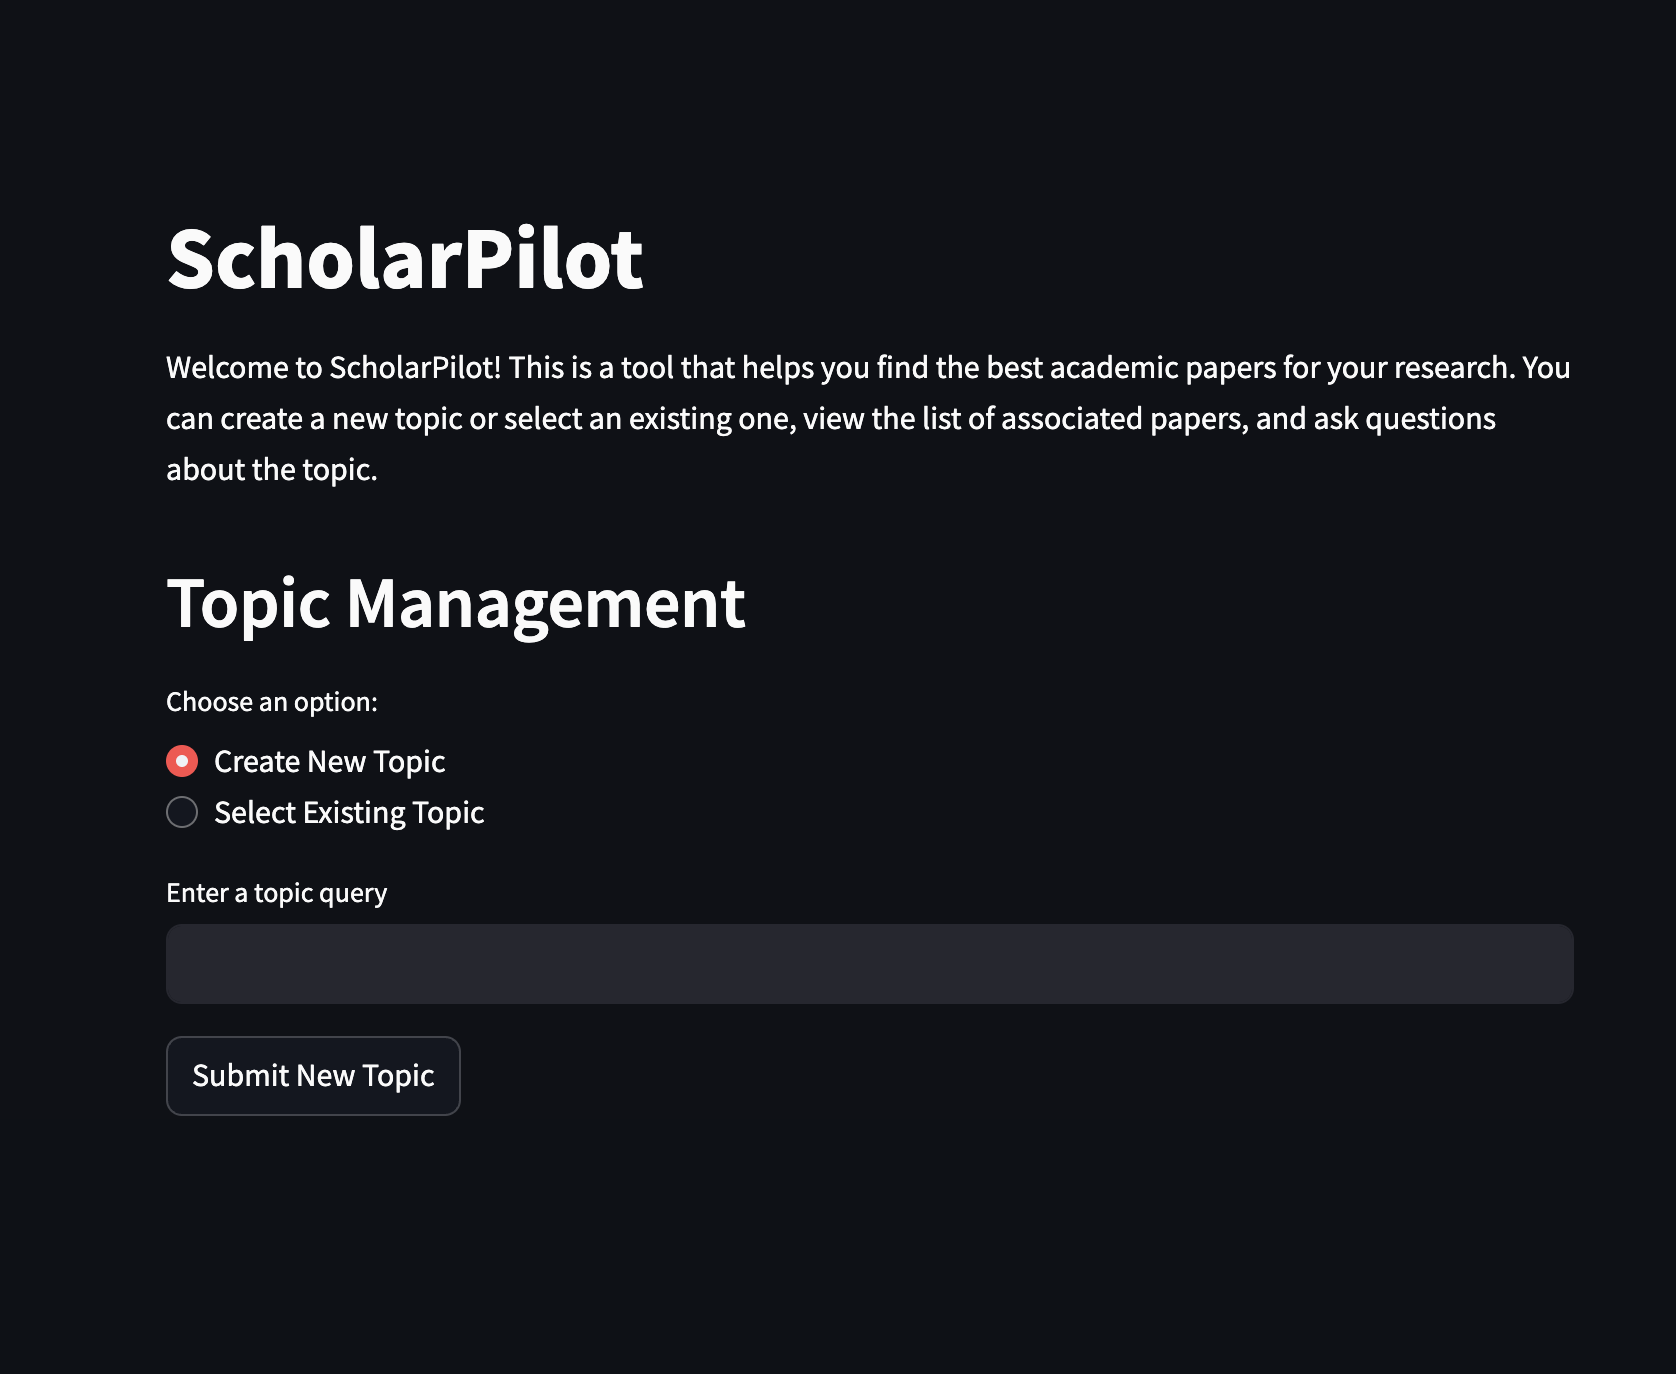 ScholarPilot
Welcome to ScholarPilot! This is a tool that helps you find the best academic papers for your research. You
can create a new topic or select an existing one, view the list of associated papers, and ask questions
about the topic.
Topic Management
Choose an option:
Create New Topic
Select Existing Topic
Enter a topic query
Submit New Topic